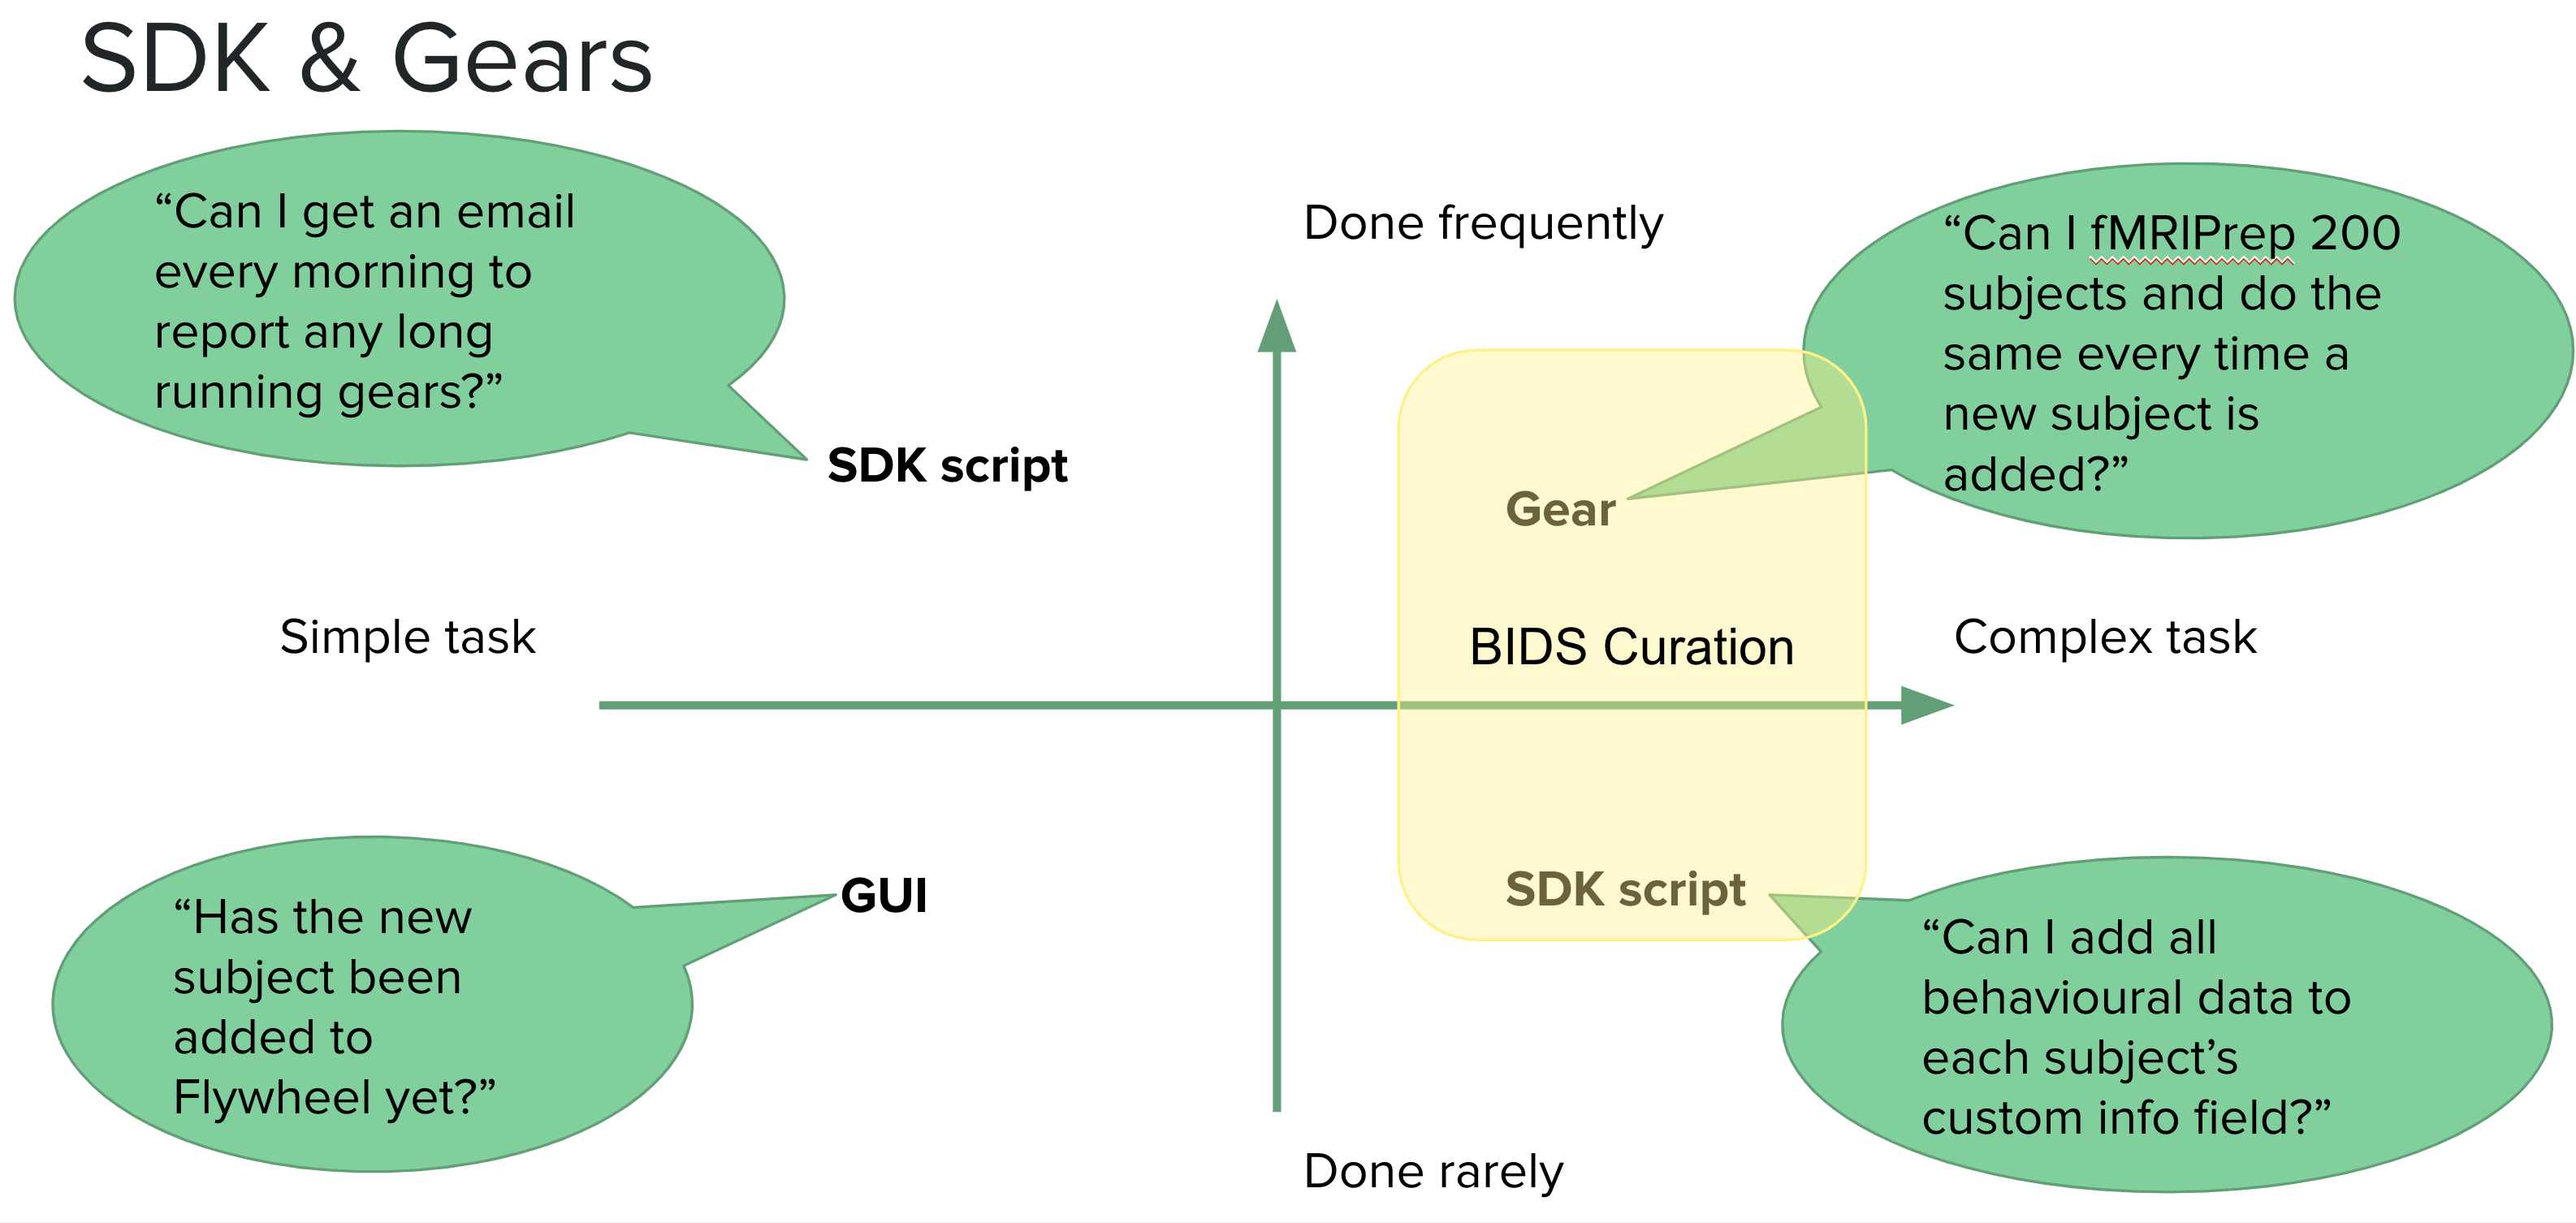 SDK & Gears
“Can I get an email
every morning to
report any long
running gears?”
SDK script
Done frequently
“Can I fMRIPrep 200
subjects and do the
same every time a
new subject is
added?”
Gear
Simple task
BIDS Curation
Complex task
“Has the new
subject been
added to
Flywheel yet?”
GUI
SDK script
“Can I add all
behavioural data to
each subject’s
custom info field?”
Done rarely